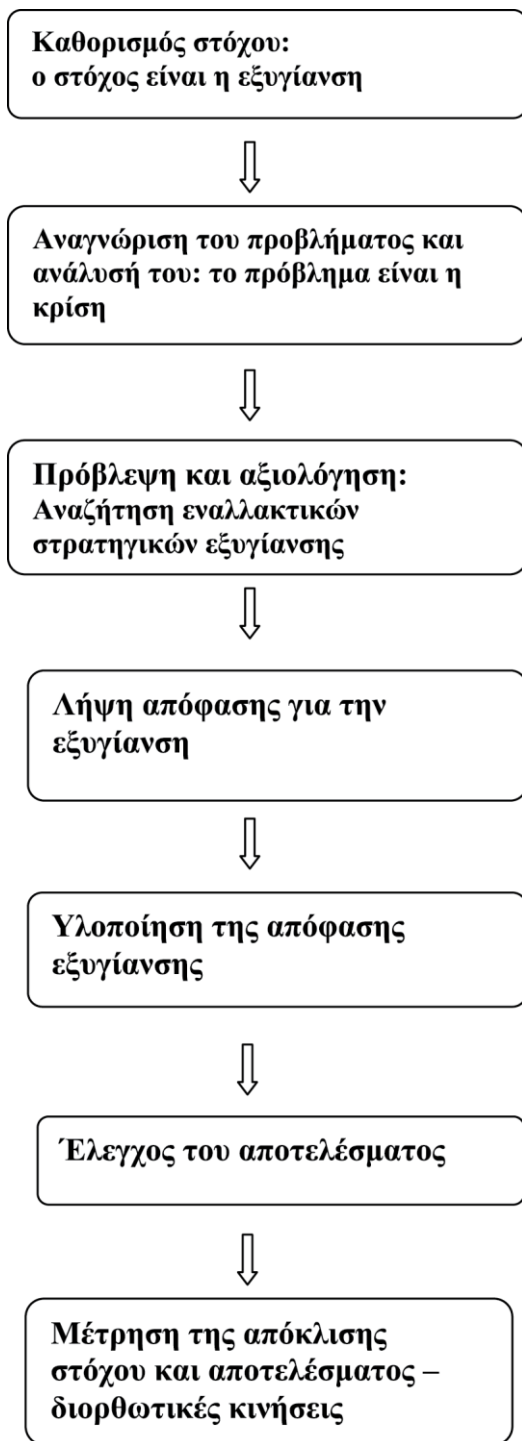 Καθορισμός στόχου:
ο στόχος είναι η εξυγίανση
Αναγνώριση του προβλήματος και
ανάλυσή του: το πρόβλημα είναι η
κρίση
Πρόβλεψη και αξιολόγηση:
Αναζήτηση εναλλακτικών
στρατηγικών εξυγίανσης
Λήψη απόφασης για την
εξυγίανση
Υλοποίηση της απόφασης
εξυγίανσης
Έλεγχος του αποτελέσματος
Μέτρηση της απόκλισης
στόχου και αποτελέσματος –
διορθωτικές κινήσεις